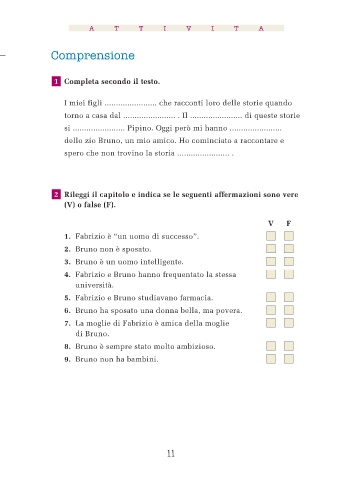 A T T I V I T À
Comprensione
1 Completa secondo il testo.
I miei figli ....................... che racconti loro delle storie quando
torno a casa dal ....................... . Il ....................... di queste storie
si ....................... Pipino. Oggi però mi hanno .......................
dello zio Bruno, un mio amico. Ho cominciato a raccontare e
spero che non trovino la storia ....................... .
2 Rileggi il capitolo e indica se le seguenti affermazioni sono vere
(V) o false (F).
V F
1. Fabrizio è “un uomo di successo”.
2. Bruno non è sposato.
3. Bruno è un uomo intelligente.
4. Fabrizio e Bruno hanno frequentato la stessa
università.
5. Fabrizio e Bruno studiavano farmacia.
6. Bruno ha sposato una donna bella, ma povera.
7. La moglie di Fabrizio è amica della moglie
di Bruno.
8. Bruno è sempre stato molto ambizioso.
9. Bruno non ha bambini.
11